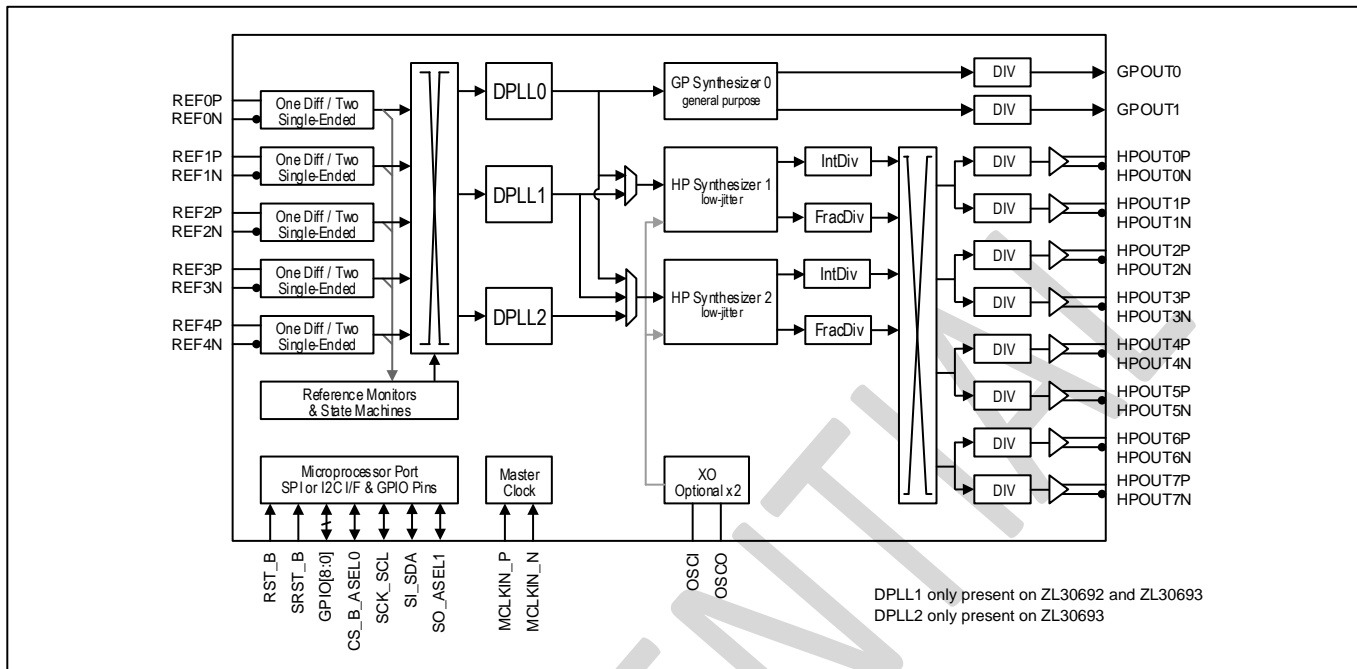 REF0P
REF0N
REF1P
REF1N
REF2P
REF2N
REF3P
REF3N
REF4P
REF4N
One Diff / Two
Single-Ended
One Diff / Two
Single-Ended
One Diff / Two
Single-Ended
One Diff / Two
Single-Ended
One Diff / Two
Single-Ended
Reference Monitors
& State Machines
Microprocessor Port
SPI or I2C I/F & GPIO Pins
RST_B
SRST_B
GPIO[8:0]
CS_B_ASEL0
SCK_SCL
SI_SDA
SO_ASEL1
DPLL0
DPLL1
DPLL2
Master
Clock
MCLKIN_P
MCLKIN_N
GP Synthesizer 0
general purpose
HP Synthesizer 1
low-jitter
HP Synthesizer 2
low-jitter
XO
Optional x2
OSCI
OSCO
IntDiv
FracDiv
IntDiv
FracDiv
DIV
DIV
DIV
DIV
DIV
DIV
DIV
DIV
DIV
DIV
GPOUT0
GPOUT1
HPOUT0P
HPOUT0N
HPOUT1P
HPOUT1N
HPOUT2P
HPOUT2N
HPOUT3P
HPOUT3N
HPOUT4P
HPOUT4N
HPOUT5P
HPOUT5N
HPOUT6P
HPOUT6N
HPOUT7P
HPOUT7N
DPLL1 only present on ZL30692 and ZL30693
DPLL2 only present on ZL30693
ENTIAL